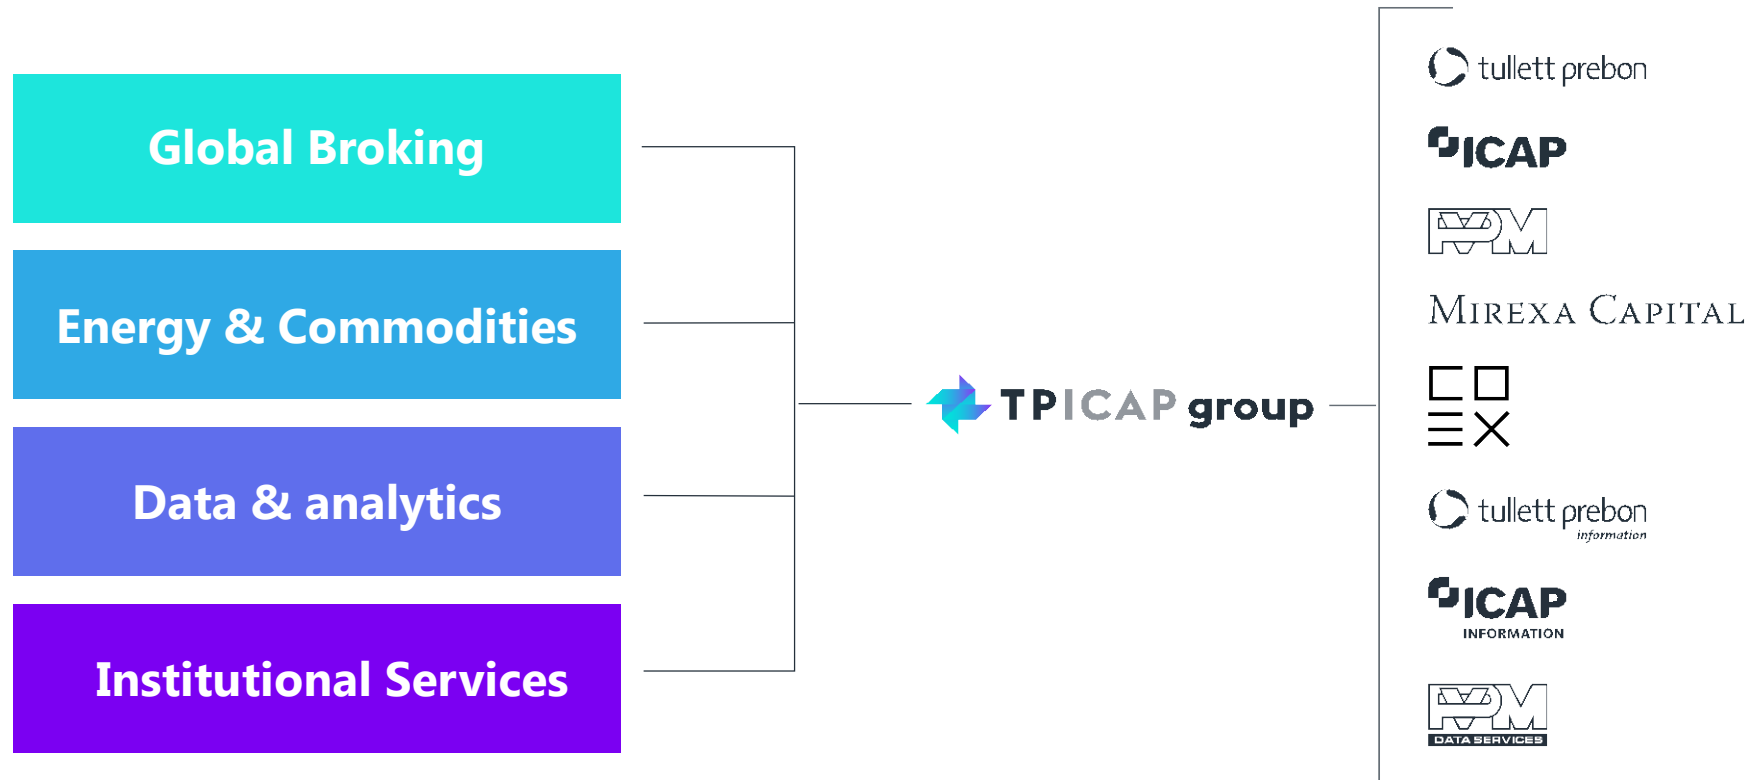 Global Broking
Energy & Commodities
Data & analytics
Institutional Services
TPICAP group
tullett prebon
ICAP
PVM
MIREXA CAPITAL
COEX
tullett prebon
information
ICAP
INFORMATION
PVM
DATA SERVICES